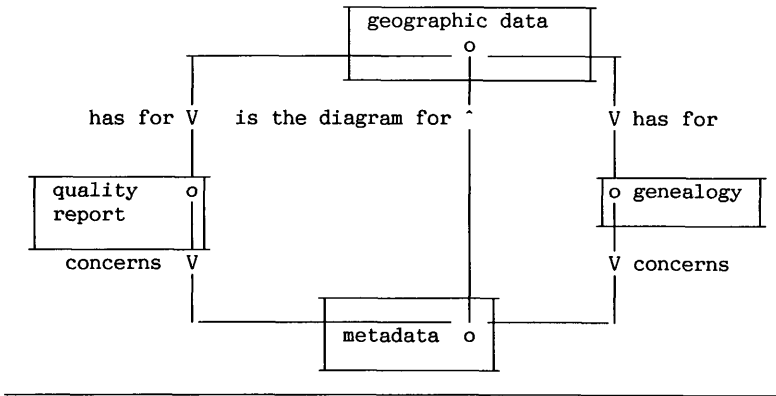 geographic data
o
has for V is the diagram for ^ V has for
quality o o genealogy
report
concerns V V concerns
metadata o